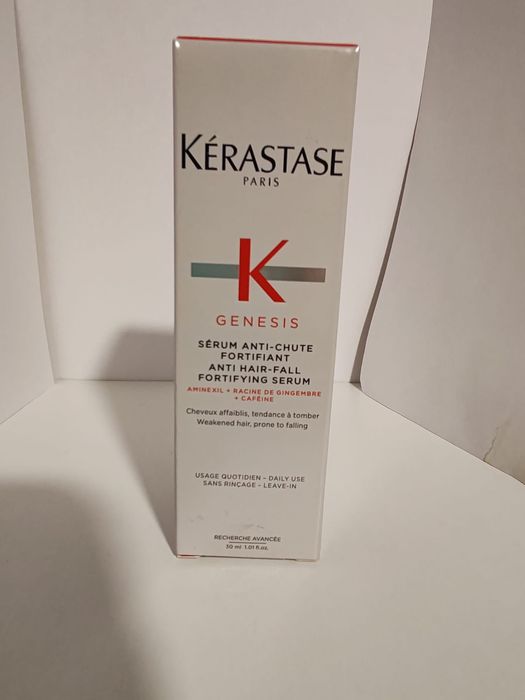 KÉRASTASE
PARIS
K
GENESIS
SÉRUM ANTI-CHUTE
FORTIFIANT
ANTI HAIR-FALL
FORTIFYING SERUM
AMINEXIL + RACINE DE GINGEMBRE
+ CAFÉINE
Cheveux affaiblis, tendance à tomber
Weakened hair, prone to falling
USAGE QUOTIDIEN - DAILY USE
SANS RINÇAGE - LEAVE-IN
RECHERCHE AVANCÉE
30 ml 1.01 fl.oz.